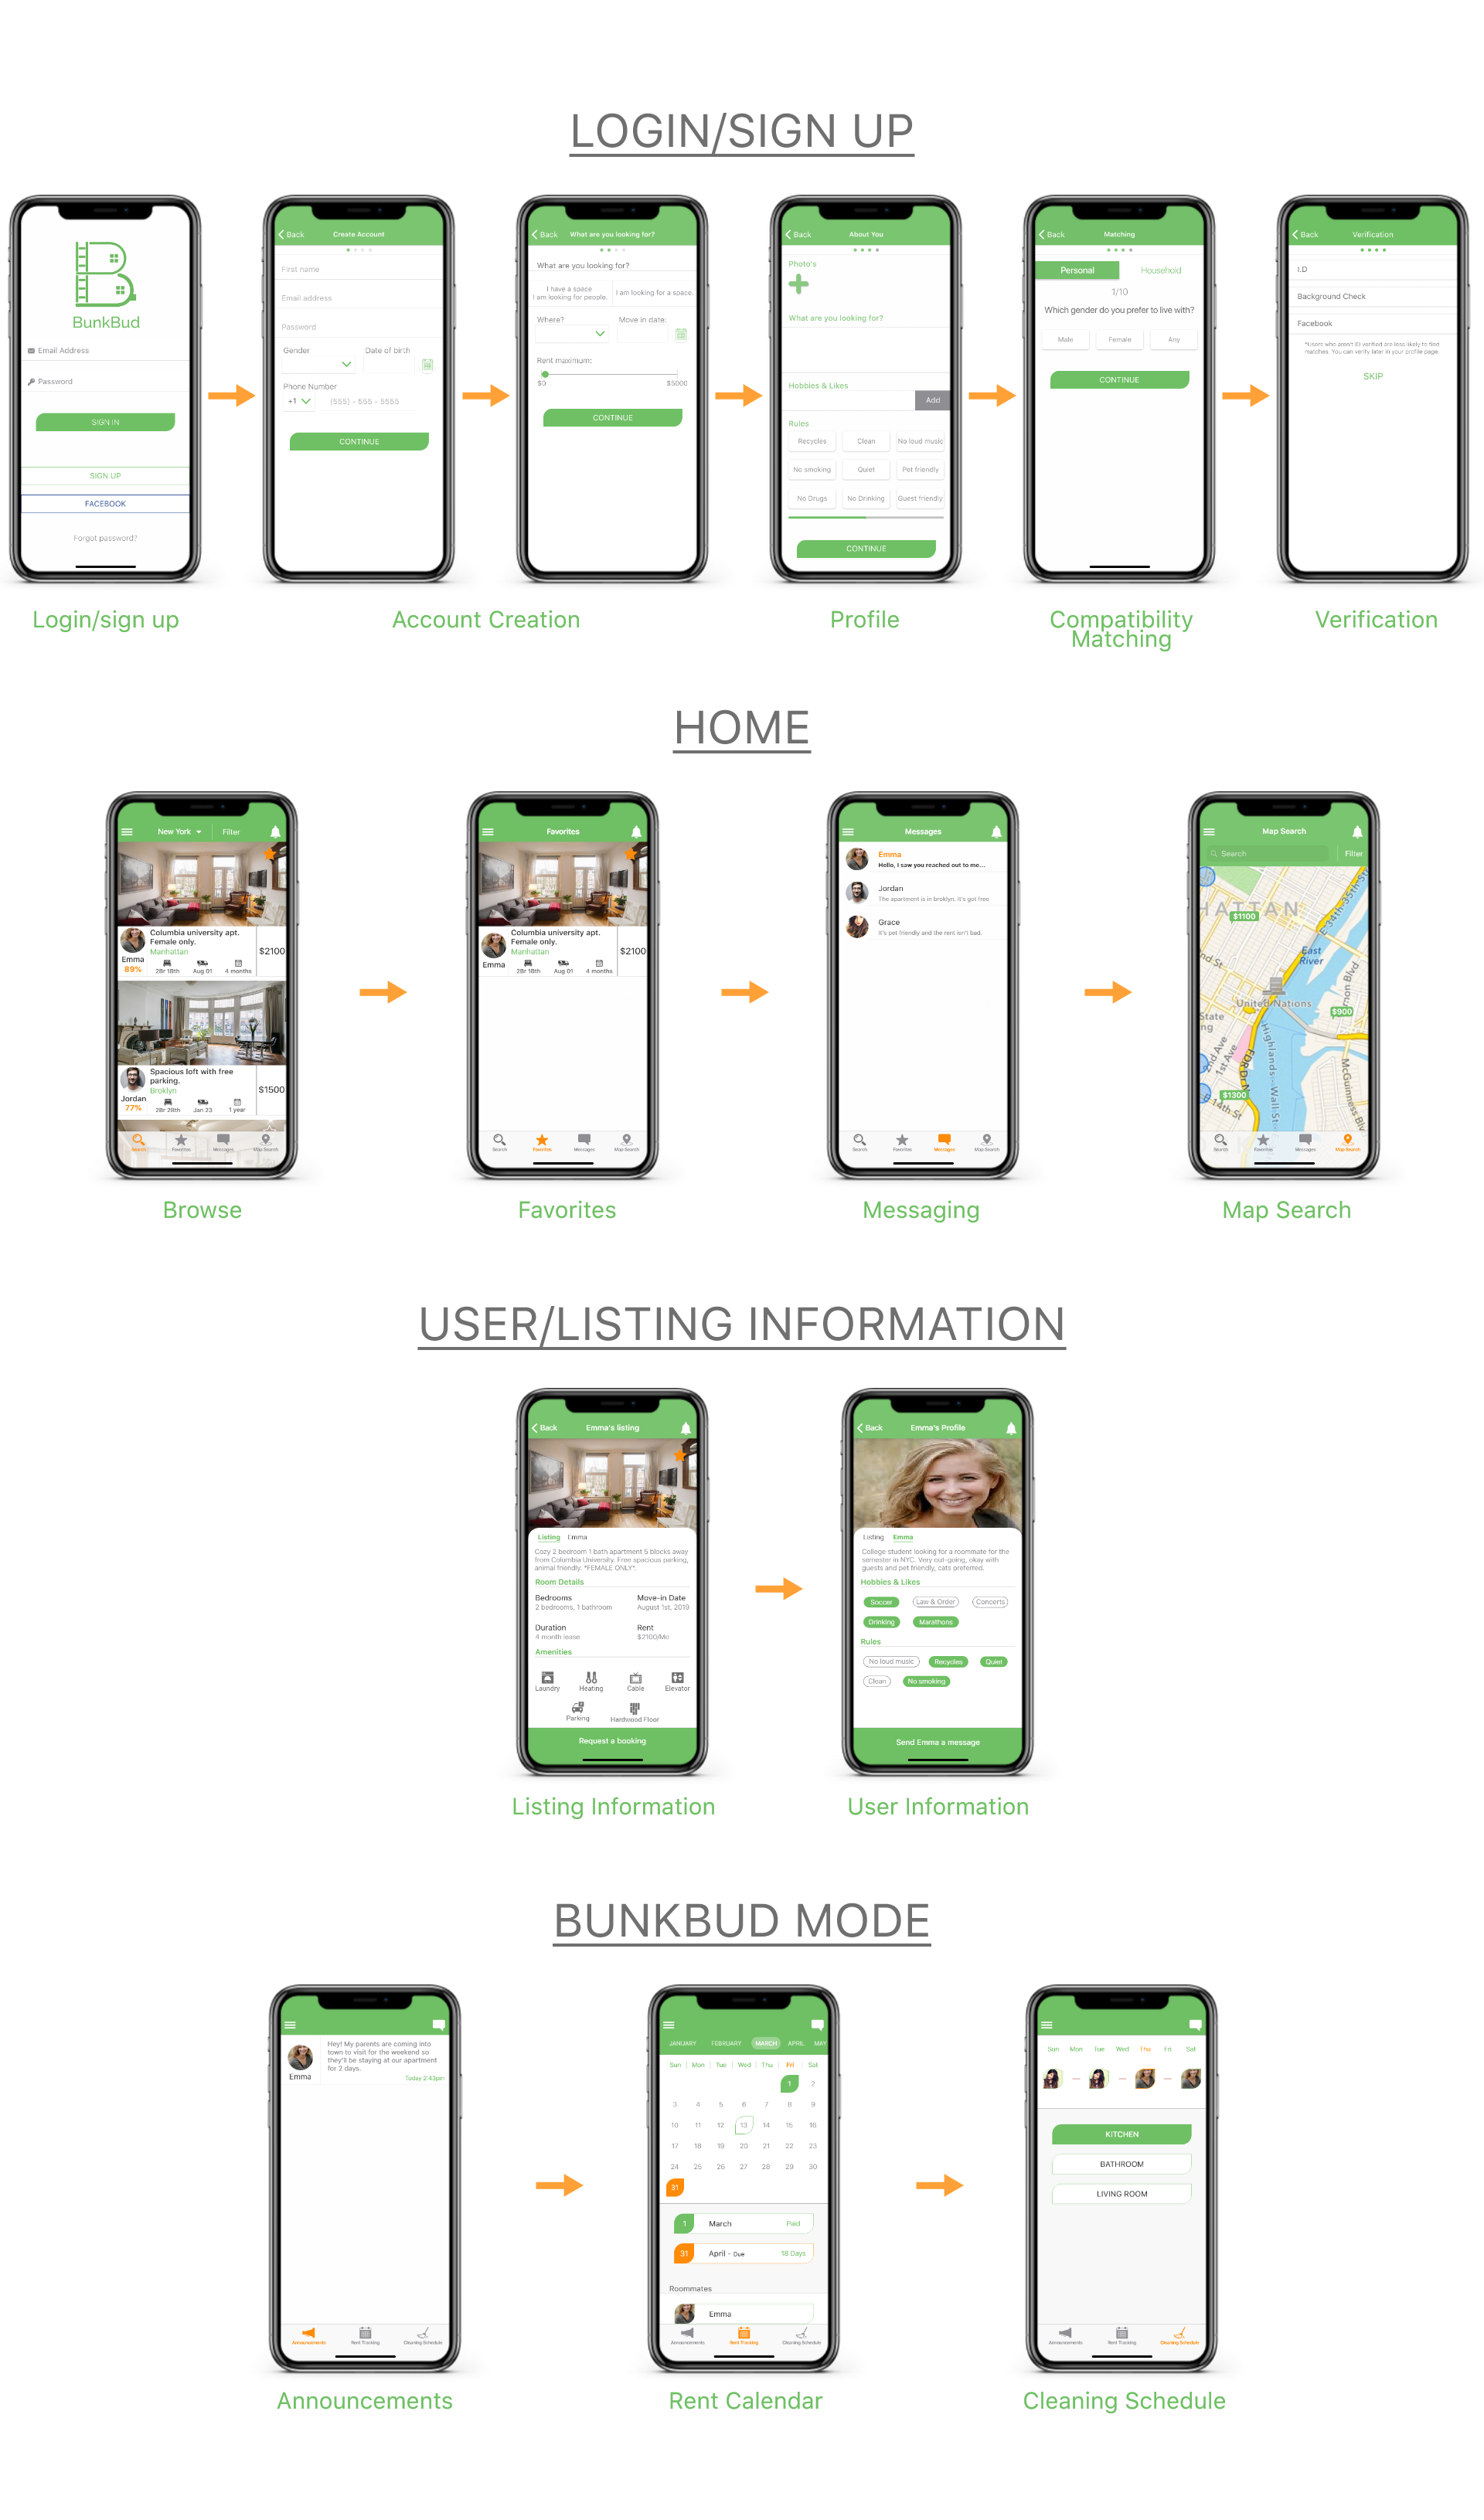 LOGIN/SIGN UP
BunkBud
Email Address
Password
SIGN IN
SIGN UP
FACEBOOK
Forgot password?
Back
Create Account
First name
Email address
Password
Gender
Date of birth
Phone Number
+1
(555) - 555 - 5555
CONTINUE
Back
What are you looking for?
What are you looking for?
I have a space
I am looking for people.
I am looking for a space.
Where?
Move in date:
Rent maximum:
$0
$5000
CONTINUE
Back
About You
Photo's
What are you looking for?
Hobbies & Likes
Add
Rules
Recycles
Clean
No loud music
No smoking
Quiet
Pet friendly
No Drugs
No Drinking
Guest friendly
CONTINUE
Back
Matching
Personal
Household
1/10
Which gender do you prefer to live with?
Male
Female
Any
CONTINUE
Back
Verification
I.D
Background Check
Facebook
*Users who aren't ID verified are less likely to find
matches. You can verify later in your profile page.
SKIP
Login/sign up
Account Creation
Profile
Compatibility
Matching
Verification
HOME
New York
Filter
Columbia university apt.
Female only.
Manhattan
$2100
Emma
89%
2Br 1Bth
Aug 01
4 months
Spacious loft with free
parking.
Broklyn
$1500
Jordan
77%
2Br 2Bth
Jan 23
1 year
Search
Favorites
Messages
Map Search
Favorites
Columbia university apt.
Female only.
Manhattan
$2100
Emma
2Br 1Bth
Aug 01
4 months
Search
Favorites
Messages
Map Search
Messages
Emma
Hello, I saw you reached out to me...
Jordan
The apartment is in broklyn. It's got free
Grace
It's pet friendly and the rent isn't bad.
Search
Favorites
Messages
Map Search
Map Search
Search
Filter
HATTAN
$1100
E 34th-35th St
East
River
nd St
United Nations
$900
non Blvd
State
ng
2nd Ave
1st Ave
FDR Dr
Highlands - Wall St
McGuinness Blv
$1300
14th St
Search
Favorites
Messages
Map Search
Browse
Favorites
Messaging
Map Search
USER/LISTING INFORMATION
Back
Emma's listing
Listing
Emma
Cozy 2 bedroom 1 bath apartment 5 blocks away
from Columbia University. Free spacious parking,
animal friendly. *FEMALE ONLY*.
Room Details
Bedrooms
Move-in Date
2 bedrooms, 1 bathroom
August 1st, 2019
Duration
Rent
4 month lease
$2100/Mo
Amenities
Laundry
Heating
Cable
Elevator
Parking
Hardwood Floor
Request a booking
Back
Emma's Profile
Listing
Emma
College student looking for a roommate for the
semester in NYC. Very out-going, okay with
guests and pet friendly, cats preferred.
Hobbies & Likes
Soccer
Law & Order
Concerts
Drinking
Marathons
Rules
No loud music
Recycles
Quiet
Clean
No smoking
Send Emma a message
Listing Information
User Information
BUNKBUD MODE
Hey! My parents are coming into
town to visit for the weekend so
they'll be staying at our apartment
for 2 days.
Emma
Today 2:43pm
Announcements
Rent Tracking
Cleaning Schedule
JANUARY FEBRUARY MARCH APRIL MAY
Sun Mon Tue Wed Thu Fri Sat
1 2
3 4 5 6 7 8 9
10 11 12 13 14 15 16
17 18 19 20 21 22 23
24 25 26 27 28 29 30
31
1 March Paid
31 April - Due 18 Days
Roommates
Emma
Announcements
Rent Tracking
Cleaning Schedule
Sun Mon Tue Wed Thu Fri Sat
KITCHEN
BATHROOM
LIVING ROOM
Announcements
Rent Tracking
Cleaning Schedule
Announcements
Rent Calendar
Cleaning Schedule